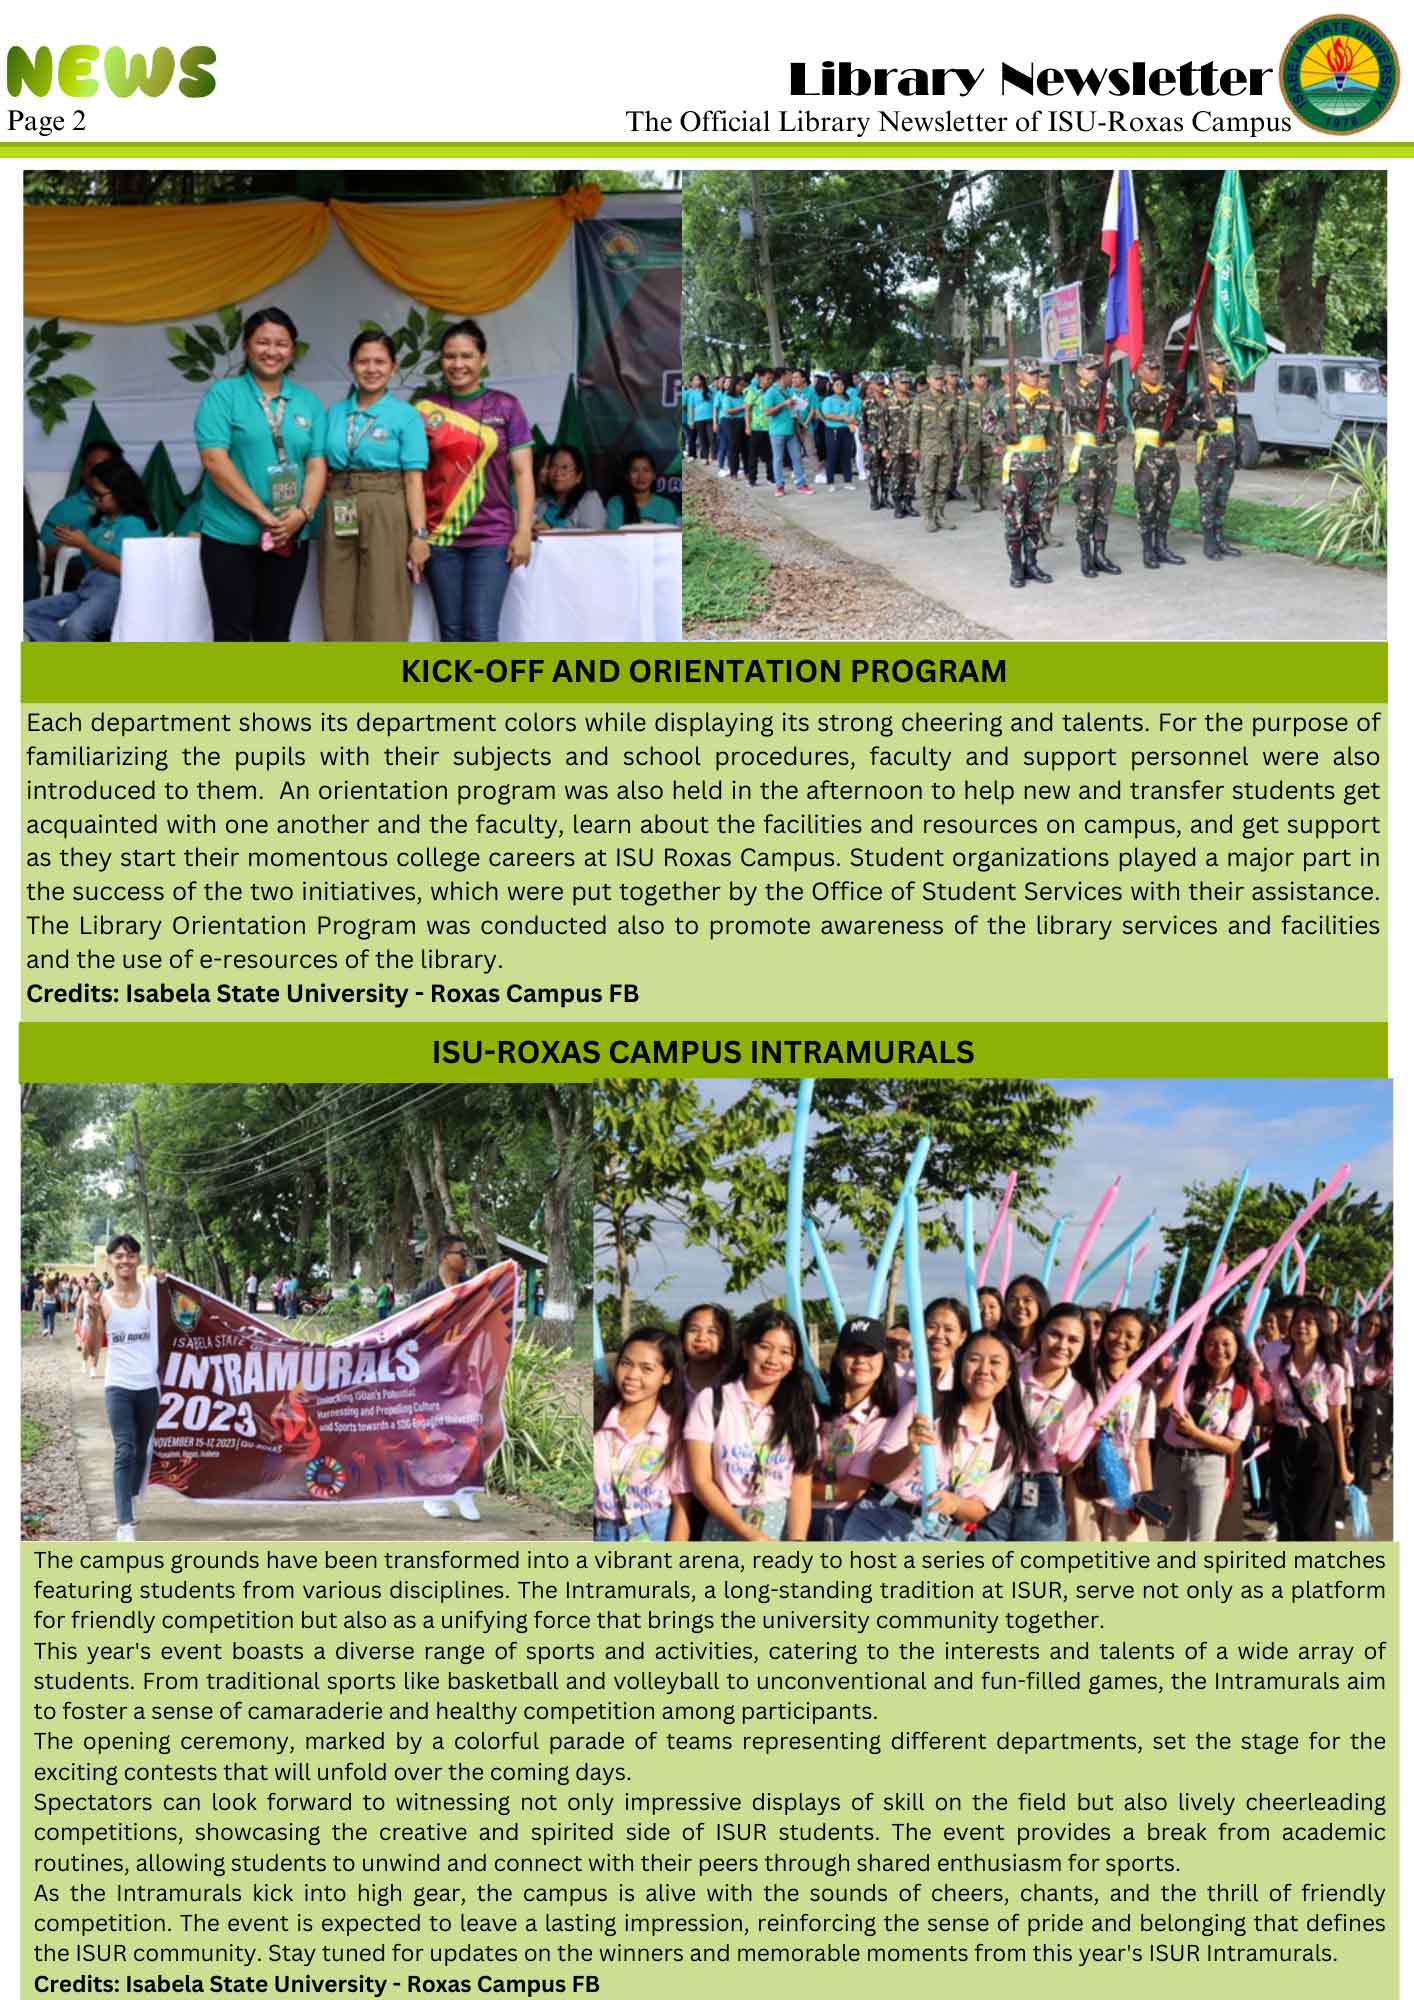 NEWS
Page 2
Library Newsletter
The Official Library Newsletter of ISU-Roxas Campus
ISABELA STATE UNIVERSITY
1978
KICK-OFF AND ORIENTATION PROGRAM
Each department shows its department colors while displaying its strong cheering and talents. For the purpose of
familiarizing the pupils with their subjects and school procedures, faculty and support personnel were also
introduced to them. An orientation program was also held in the afternoon to help new and transfer students get
acquainted with one another and the faculty, learn about the facilities and resources on campus, and get support
as they start their momentous college careers at ISU Roxas Campus. Student organizations played a major part in
the success of the two initiatives, which were put together by the Office of Student Services with their assistance.
The Library Orientation Program was conducted also to promote awareness of the library services and facilities
and the use of e-resources of the library.
Credits: Isabela State University - Roxas Campus FB
ISU-ROXAS CAMPUS INTRAMURALS
ISABELA STATE
INTRAMURALS
2023
Unlocking ISUan's Potential:
Harnessing and Propelling Culture
and Sports towards a SDG-Engaged University
NOVEMBER 15-17, 2023 | ISU-ROXAS
Roxas, Isabela
The campus grounds have been transformed into a vibrant arena, ready to host a series of competitive and spirited matches
featuring students from various disciplines. The Intramurals, a long-standing tradition at ISUR, serve not only as a platform
for friendly competition but also as a unifying force that brings the university community together.
This year's event boasts a diverse range of sports and activities, catering to the interests and talents of a wide array of
students. From traditional sports like basketball and volleyball to unconventional and fun-filled games, the Intramurals aim
to foster a sense of camaraderie and healthy competition among participants.
The opening ceremony, marked by a colorful parade of teams representing different departments, set the stage for the
exciting contests that will unfold over the coming days.
Spectators can look forward to witnessing not only impressive displays of skill on the field but also lively cheerleading
competitions, showcasing the creative and spirited side of ISUR students. The event provides a break from academic
routines, allowing students to unwind and connect with their peers through shared enthusiasm for sports.
As the Intramurals kick into high gear, the campus is alive with the sounds of cheers, chants, and the thrill of friendly
competition. The event is expected to leave a lasting impression, reinforcing the sense of pride and belonging that defines
the ISUR community. Stay tuned for updates on the winners and memorable moments from this year's ISUR Intramurals.
Credits: Isabela State University - Roxas Campus FB